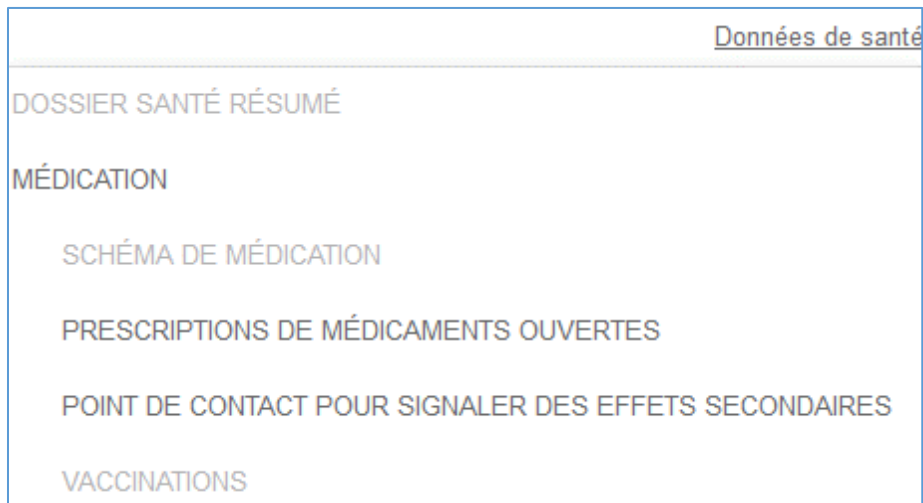 Données de santé
DOSSIER SANTÉ RÉSUMÉ
MÉDICATION
SCHÉMA DE MÉDICATION
PRESCRIPTIONS DE MÉDICAMENTS OUVERTES
POINT DE CONTACT POUR SIGNALER DES EFFETS SECONDAIRES
VACCINATIONS